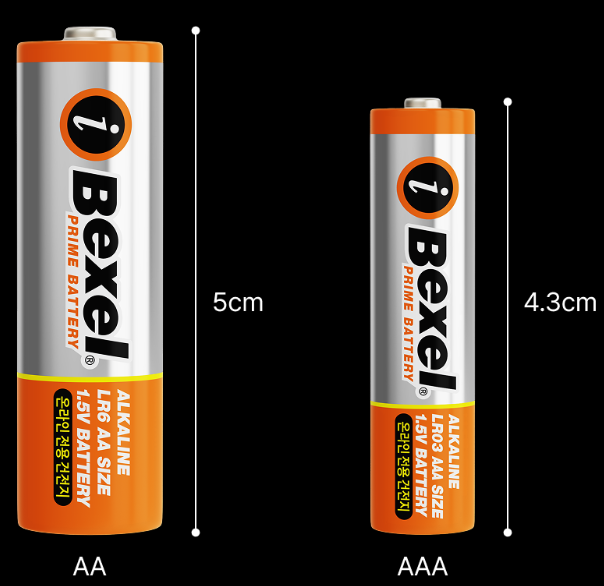 i
Bexel®
PRIME BATTERY
ALKALINE
LR6 AA SIZE
1.5V BATTERY
온라인 전용 건전지
5cm
AA
i
Bexel®
PRIME BATTERY
ALKALINE
LR03 AAA SIZE
1.5V BATTERY
온라인 전용 건전지
4.3cm
AAA